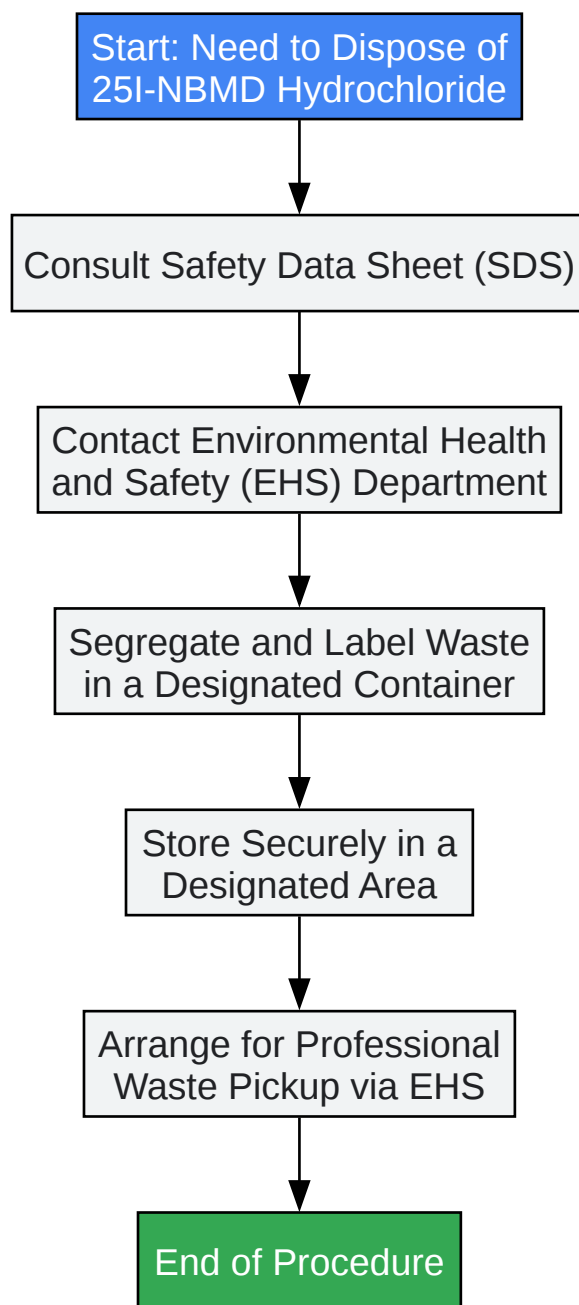 Start: Need to Dispose of
25I-NBMD Hydrochloride
Consult Safety Data Sheet (SDS)
Contact Environmental Health
and Safety (EHS) Department
Segregate and Label Waste
in a Designated Container
Store Securely in a
Designated Area
Arrange for Professional
Waste Pickup via EHS
End of Procedure